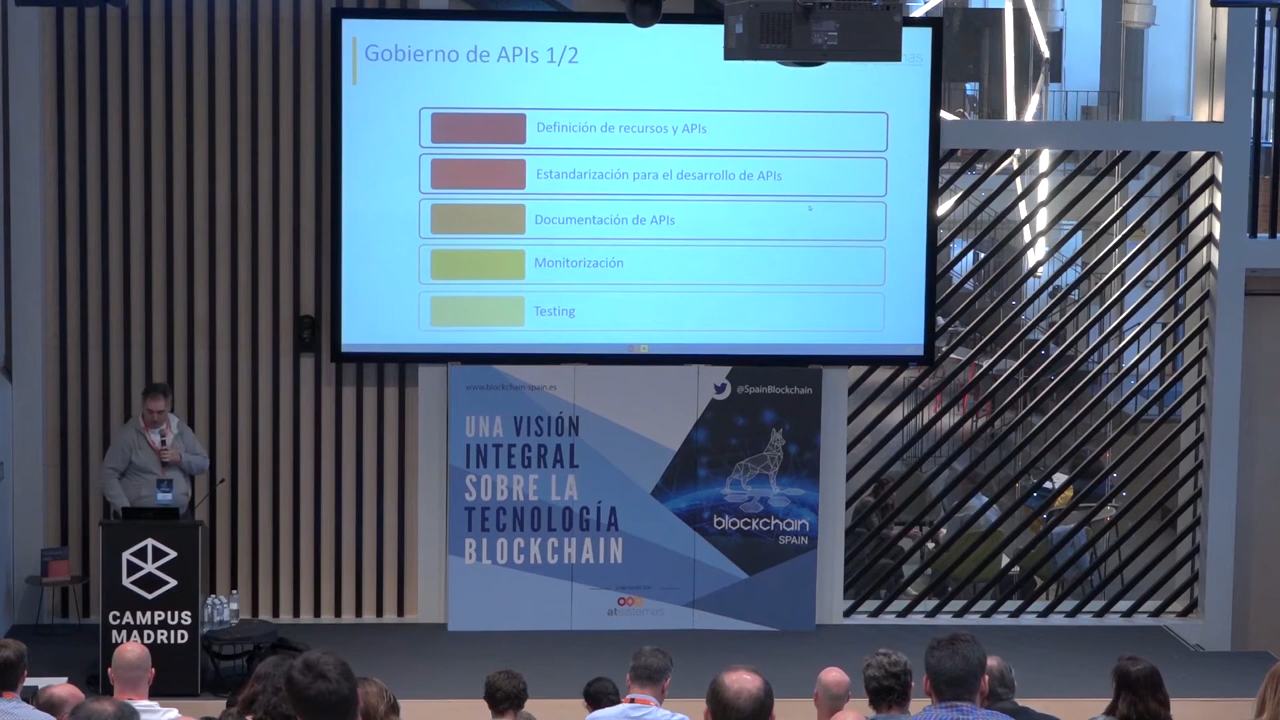 Gobierno de APIs 1/2
Definición de recursos y APIs
Estandarización para el desarrollo de APIs
Documentación de APIs
Monitorización
Testing
www.blockchain-spain.es
@SpainBlockchain
UNA VISIÓN
INTEGRAL
SOBRE LA
TECNOLOGÍA
BLOCKCHAIN
blockchain
SPAIN
atsistemas
CAMPUS
MADRID